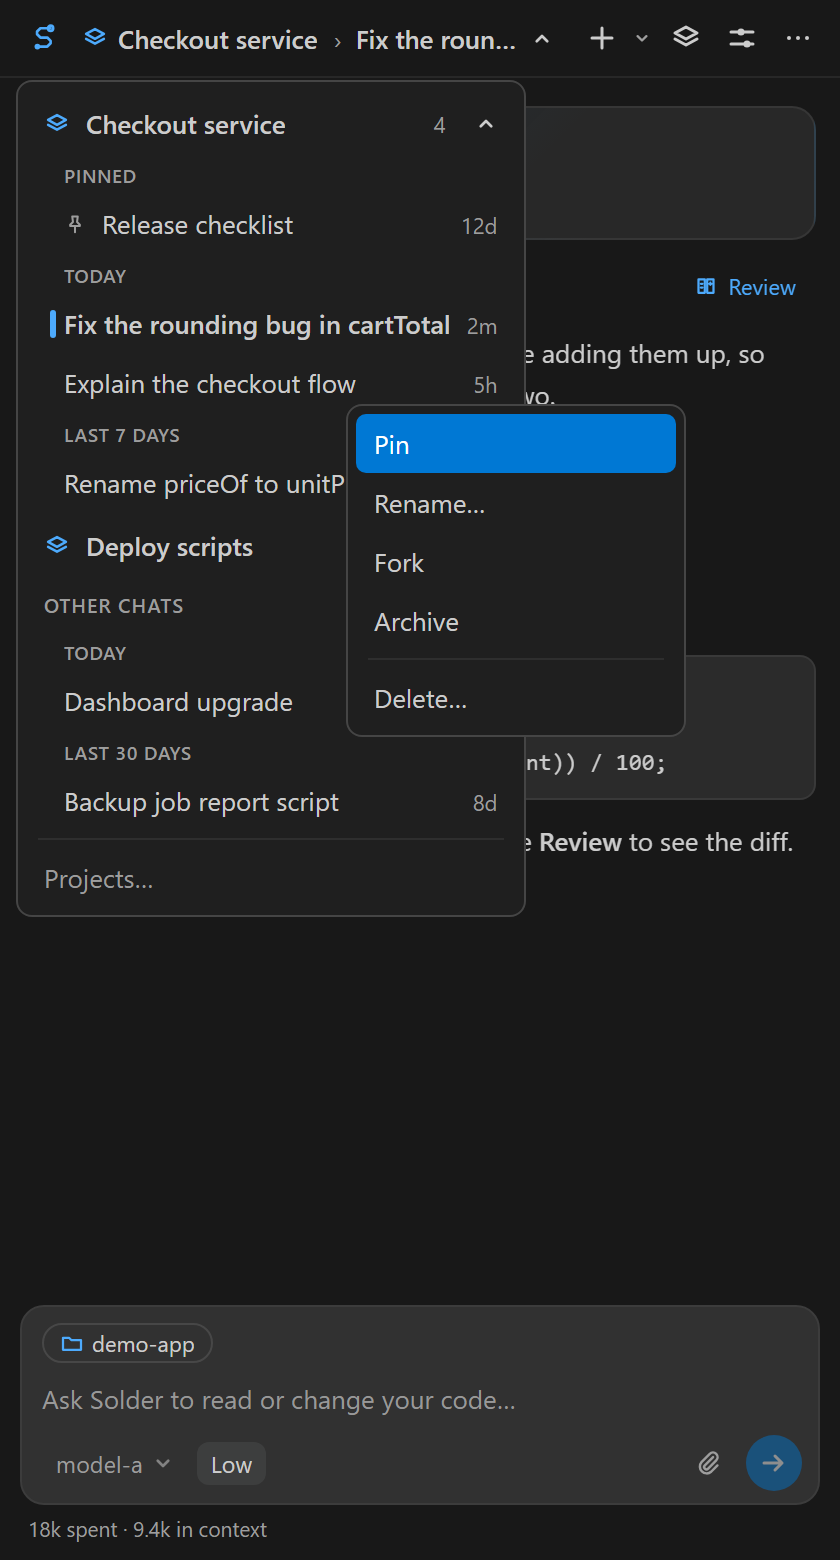 Checkout service › Fix the roun...
Checkout service 4
PINNED
Release checklist 12d
TODAY
Review
Fix the rounding bug in cartTotal 2m
adding them up, so
Explain the checkout flow 5h
wo.
LAST 7 DAYS
Pin
Rename priceOf to unitP
Rename...
Deploy scripts
Fork
OTHER CHATS
Archive
TODAY
Dashboard upgrade
Delete...
LAST 30 DAYS
nt)) / 100;
Backup job report script 8d
Review to see the diff.
Projects...
demo-app
Ask Solder to read or change your code...
model-a Low
18k spent · 9.4k in context